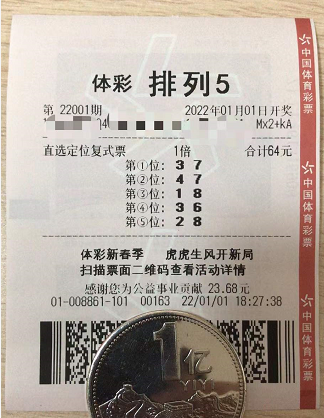 体彩 排列5
第 22001期 2022年01月01日开奖
Mx2+kA
直选定位复式票 1倍 合计64元
第①位: 3 7
第②位: 4 7
第③位: 1 8
第④位: 3 6
第⑤位: 2 8
体彩新春季 虎虎生风开新局
扫描票面二维码查看活动详情
感谢您为公益事业贡献 23.68元
01-008861-101 00163 22/01/01 18:27:38
中国体育彩票
中国体育彩票
中国体育彩票
1亿